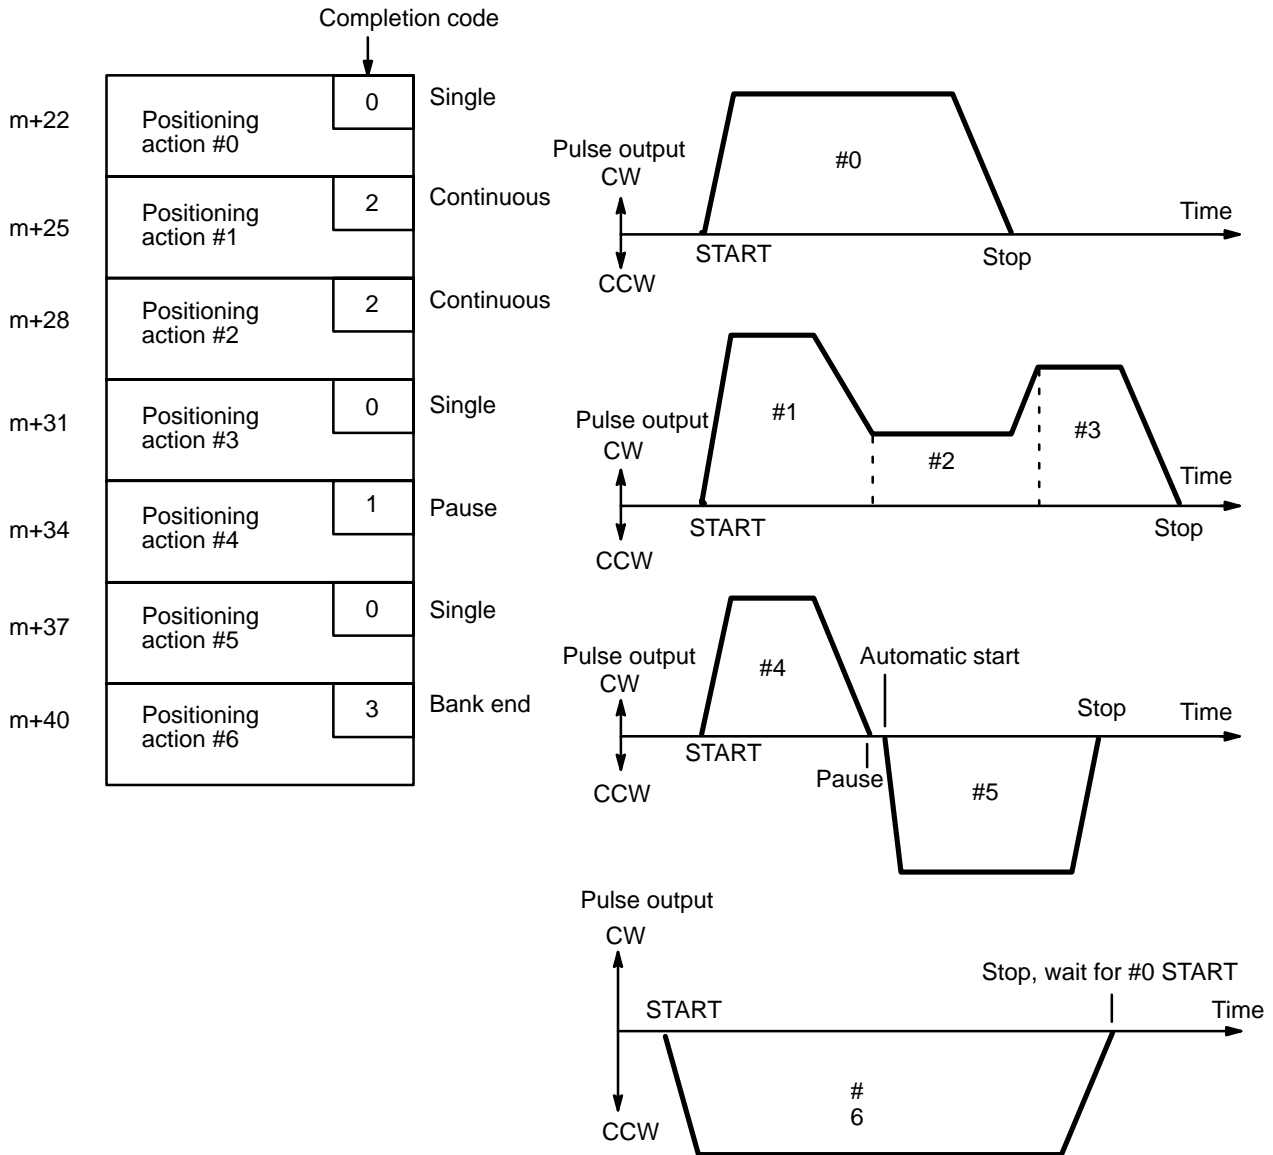 Completion code
m+22
Positioning
action #0
0
Single
m+25
Positioning
action #1
2
Continuous
m+28
Positioning
action #2
2
Continuous
m+31
Positioning
action #3
0
Single
m+34
Positioning
action #4
1
Pause
m+37
Positioning
action #5
0
Single
m+40
Positioning
action #6
3
Bank end
Pulse output
CW
CCW
#0
START
Stop
Time
Pulse output
CW
CCW
#1
#2
#3
START
Stop
Time
Pulse output
CW
CCW
#4
START
Pause
Automatic start
#5
Stop
Time
Pulse output
CW
CCW
START
#
6
Stop, wait for #0 START
Time